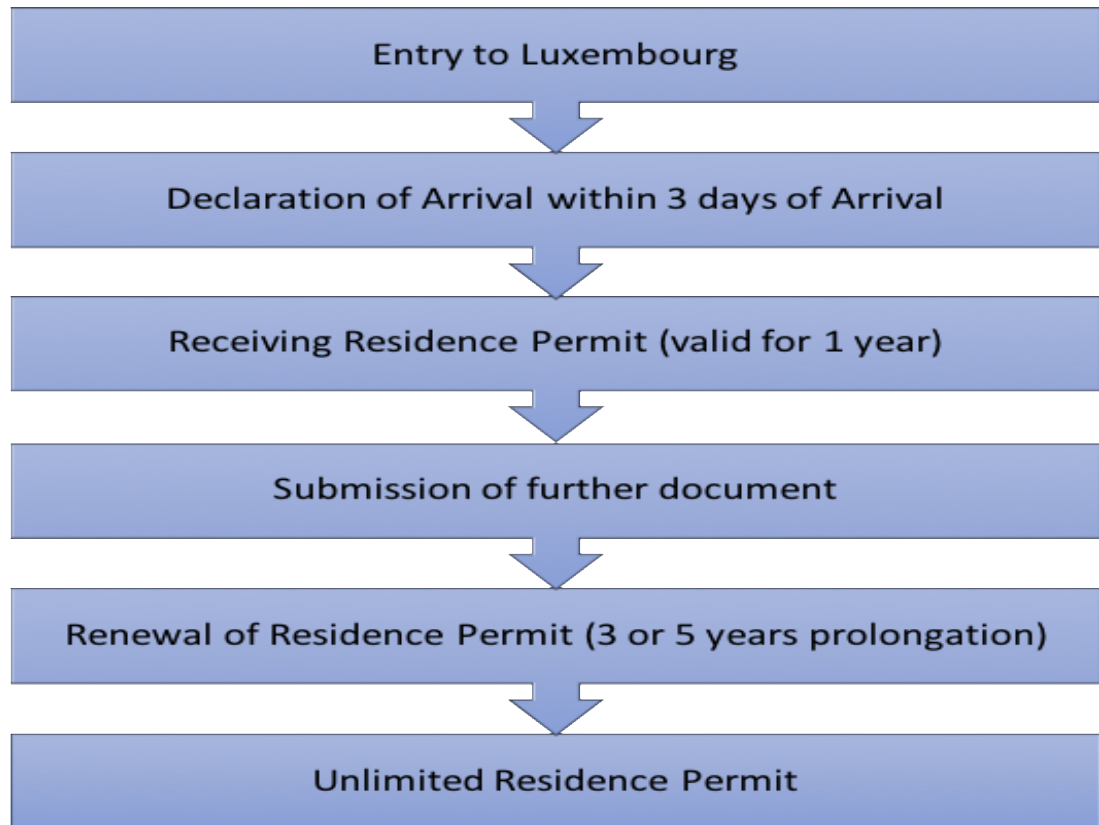 Entry to Luxembourg
Declaration of Arrival within 3 days of Arrival
Receiving Residence Permit (valid for 1 year)
Submission of further document
Renewal of Residence Permit (3 or 5 years prolongation)
Unlimited Residence Permit